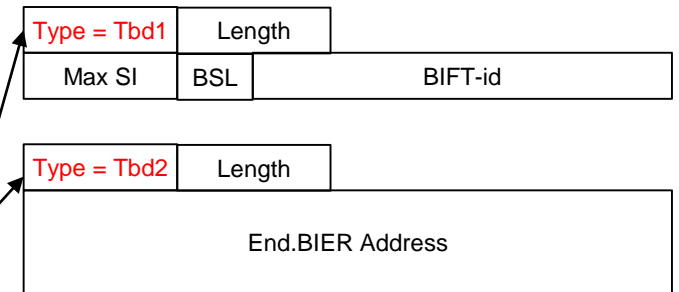 Type = Tbd1 Length
Max SI BSL BIFT-id
Type = Tbd2 Length
End.BIER Address